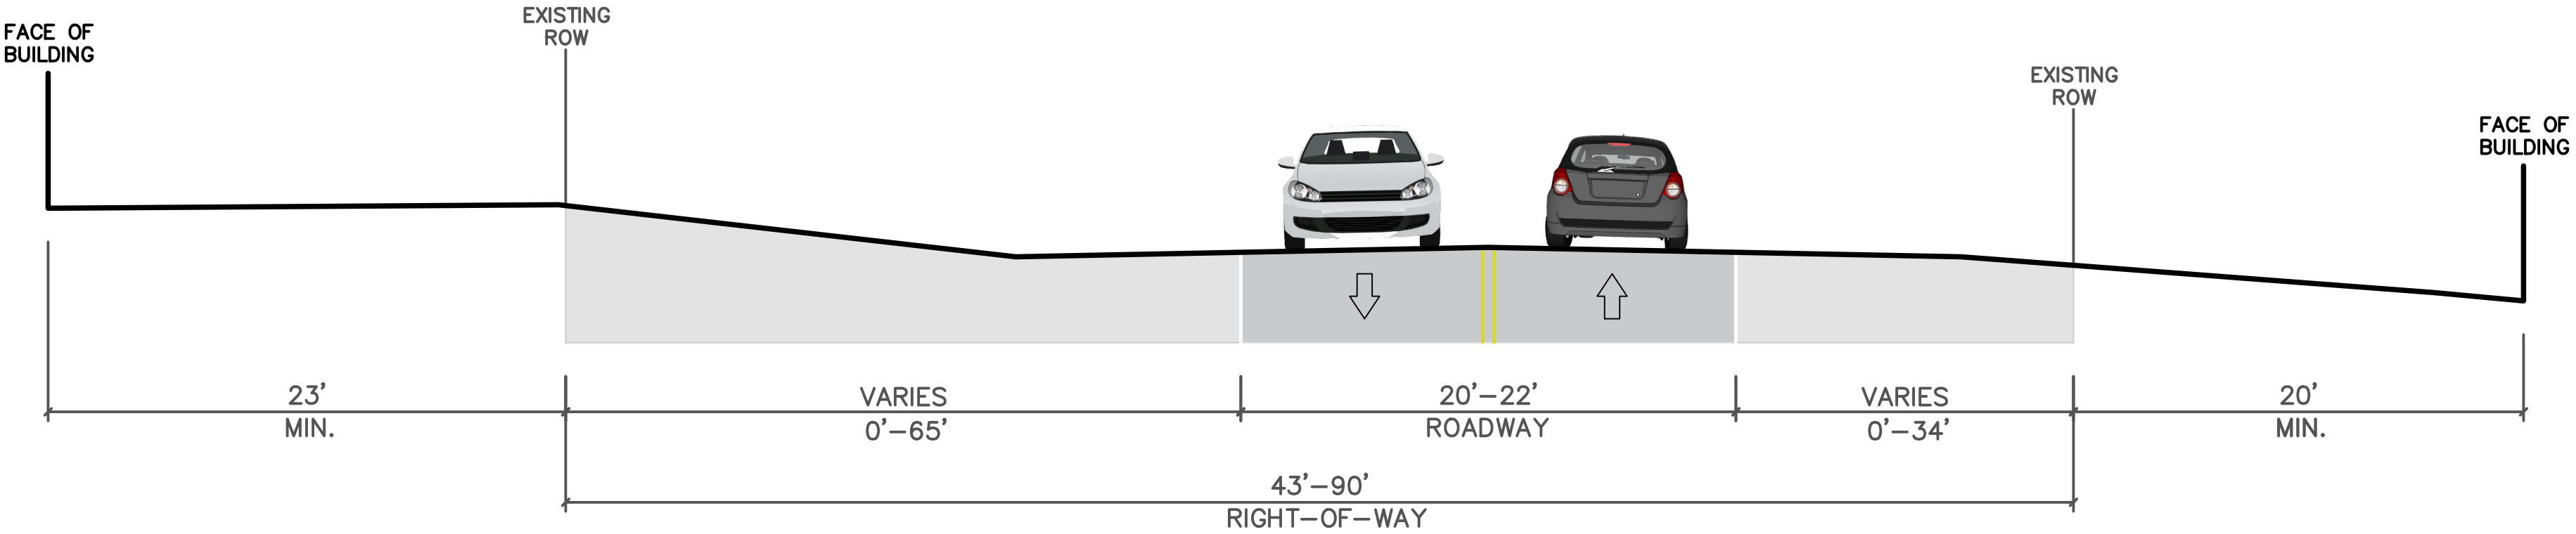 EXISTING
ROW
FACE OF
BUILDING
EXISTING
ROW
FACE OF
BUILDING
23'
MIN.
VARIES
0'-65'
20'-22'
ROADWAY
VARIES
0'-34'
20'
MIN.
43'-90'
RIGHT-OF-WAY